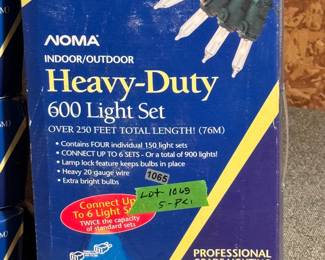 NOMA
INDOOR/OUTDOOR
Heavy-Duty
600 Light Set
OVER 250 FEET TOTAL LENGTH! (76M)
• Contains FOUR individual 150 light sets
• CONNECT UP TO 6 SETS - Or a total of 900 lights!
• Lamp lock feature keeps bulbs in place
• Heavy 20 gauge wire
• Extra bright bulbs
1065
Lot 1065
5-PC
Connect Up
To 6 Light Se
TWICE the capacity
of standard sets
PROFESSIONAL
M)
M)